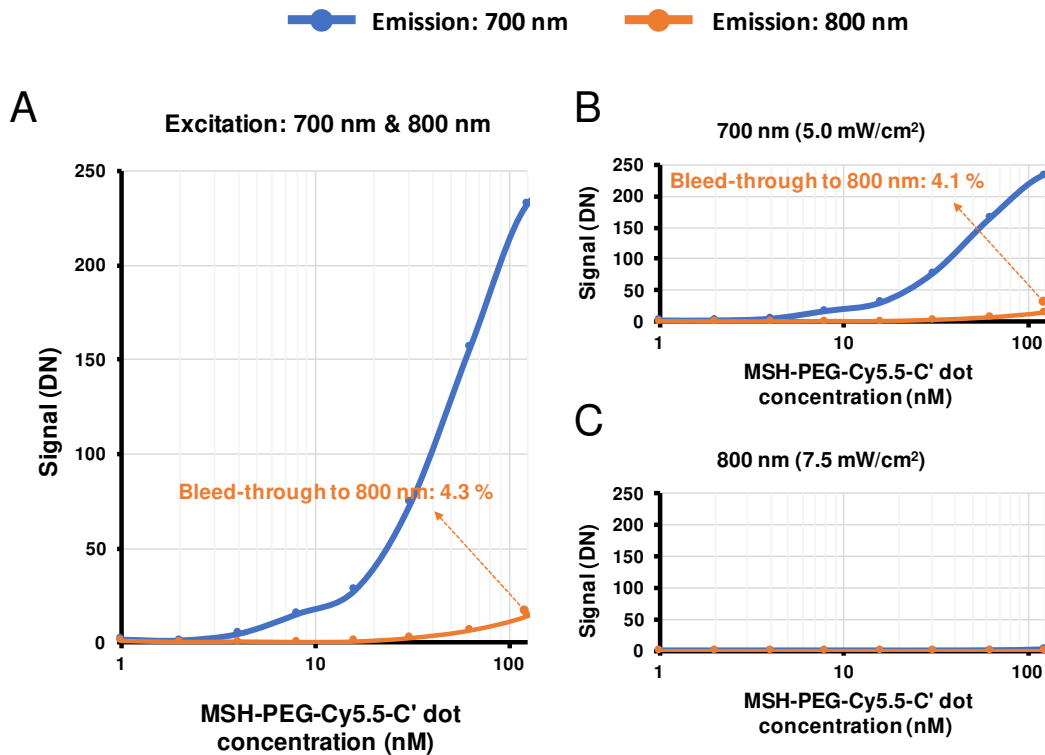 Emission: 700 nm
Emission: 800 nm
A
Excitation: 700 nm & 800 nm
250
200
150
100
50
0
Signal (DN)
Bleed-through to 800 nm: 4.3 %
1
10
100
MSH-PEG-Cy5.5-C' dot
concentration (nM)
B
700 nm (5.0 mW/cm²)
250
200
150
100
50
0
Signal (DN)
Bleed-through to 800 nm: 4.1 %
1
10
100
MSH-PEG-Cy5.5-C' dot
concentration (nM)
C
800 nm (7.5 mW/cm²)
250
200
150
100
50
0
Signal (DN)
1
10
100
MSH-PEG-Cy5.5-C' dot
concentration (nM)